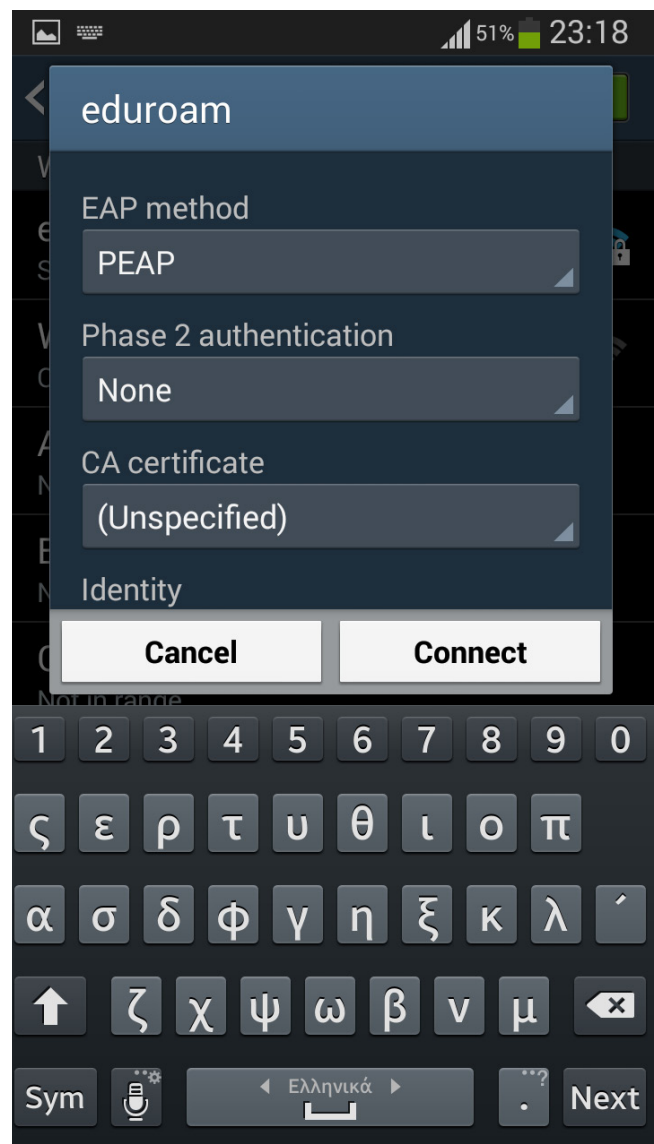 51% 23:18
eduroam
EAP method
PEAP
Phase 2 authentication
None
CA certificate
(Unspecified)
Identity
Cancel Connect
Not in range
1 2 3 4 5 6 7 8 9 0
ς ε ρ τ υ θ ι ο π
α σ δ φ γ η ξ κ λ ´
ζ χ ψ ω β ν μ
Sym Ελληνικά . ? Next